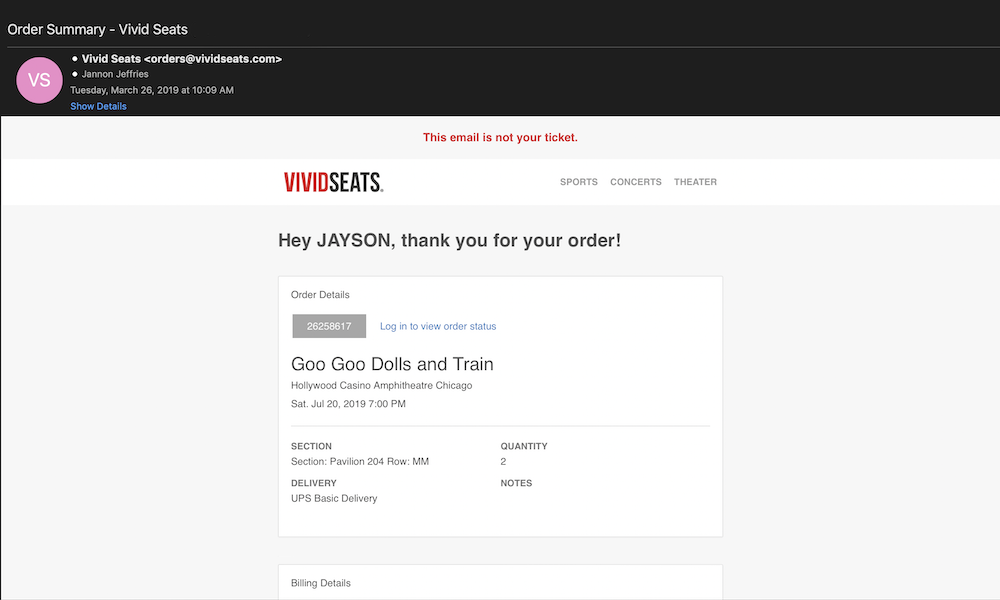 Order Summary - Vivid Seats
VS
Vivid Seats <orders@vividseats.com>
Jannon Jeffries
Tuesday, March 26, 2019 at 10:09 AM
Show Details
This email is not your ticket.
VIVIDSEATS.
SPORTS CONCERTS THEATER
Hey JAYSON, thank you for your order!
Order Details
26258617 Log in to view order status
Goo Goo Dolls and Train
Hollywood Casino Amphitheatre Chicago
Sat. Jul 20, 2019 7:00 PM
SECTION QUANTITY
Section: Pavilion 204 Row: MM 2
DELIVERY NOTES
UPS Basic Delivery
Billing Details